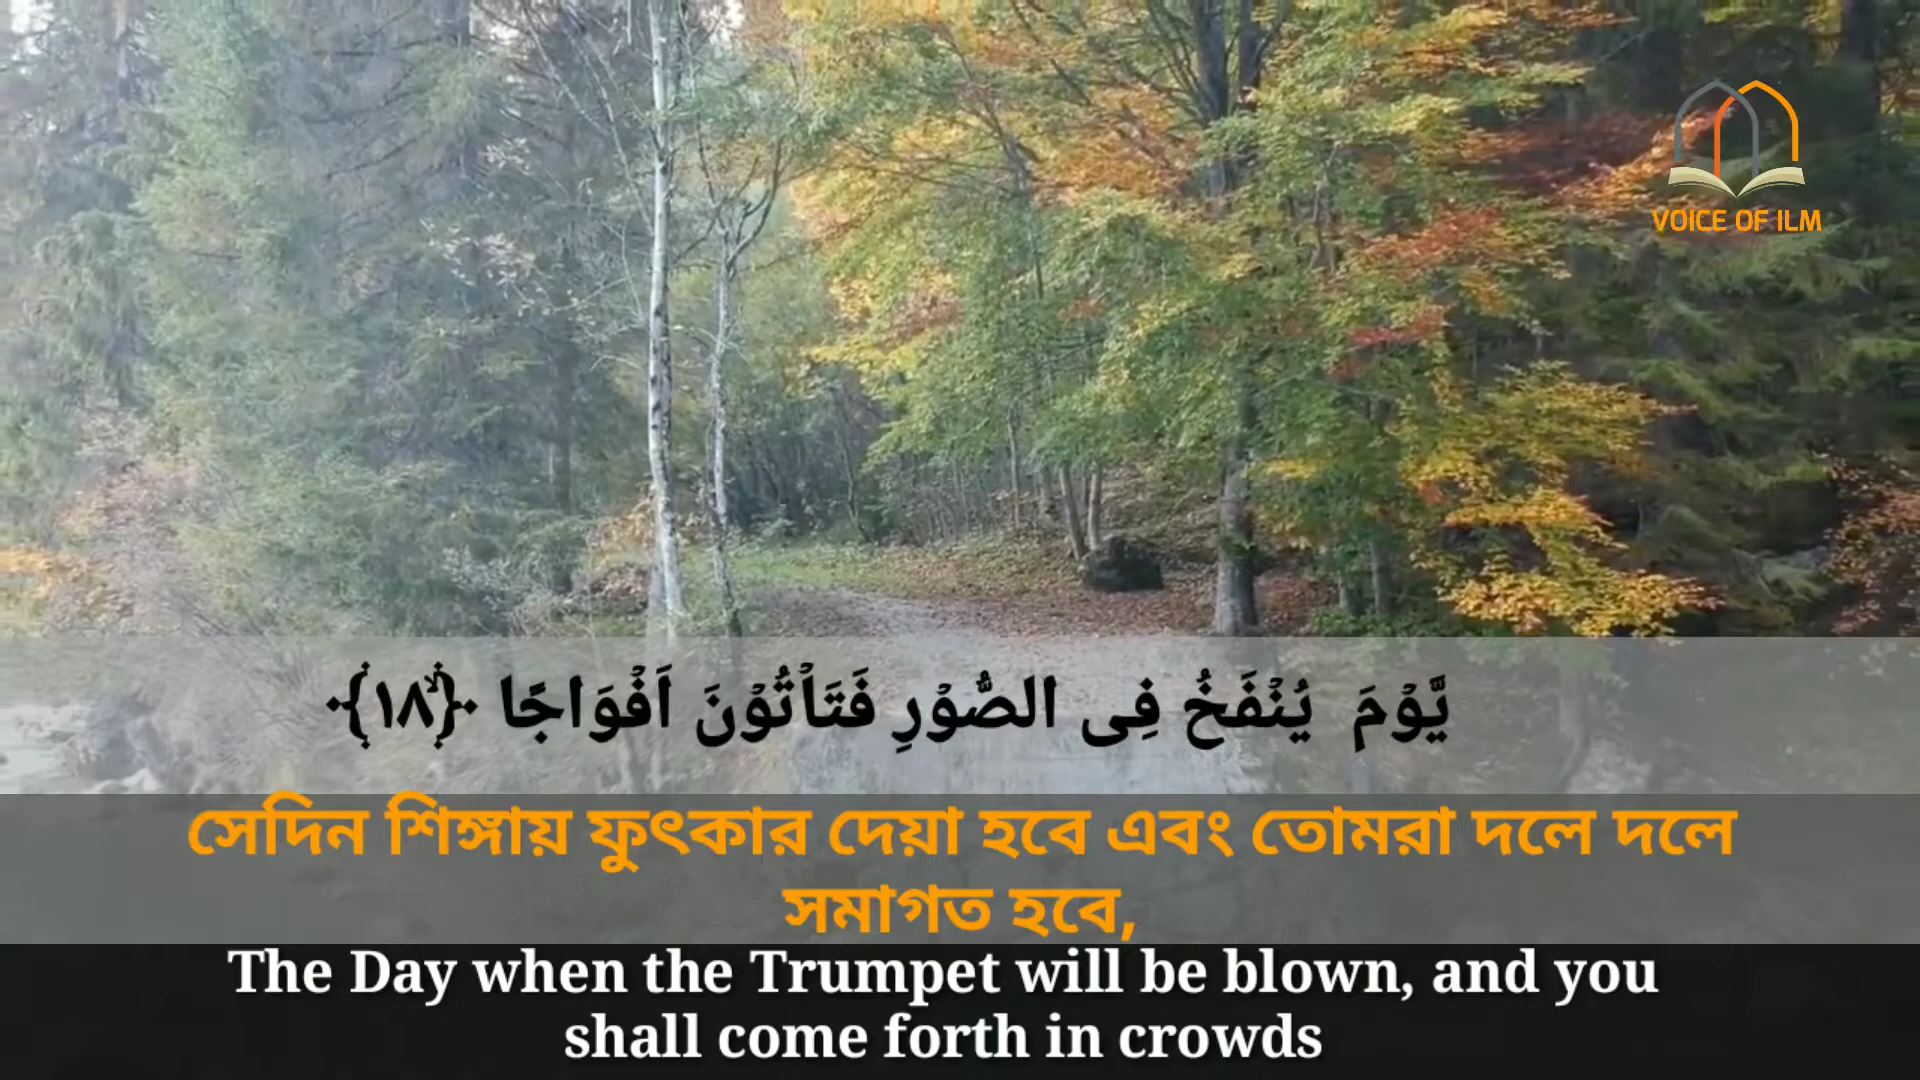 VOICE OF ILM
یَّوۡمَ یُنۡفَخُ فِی الصُّوۡرِ فَتَاۡتُوۡنَ اَفۡوَاجًا ﴿ۙ۱۸﴾
সেদিন শিঙ্গায় ফুৎকার দেয়া হবে এবং তোমরা দলে দলে
সমাগত হবে,
The Day when the Trumpet will be blown, and you
shall come forth in crowds